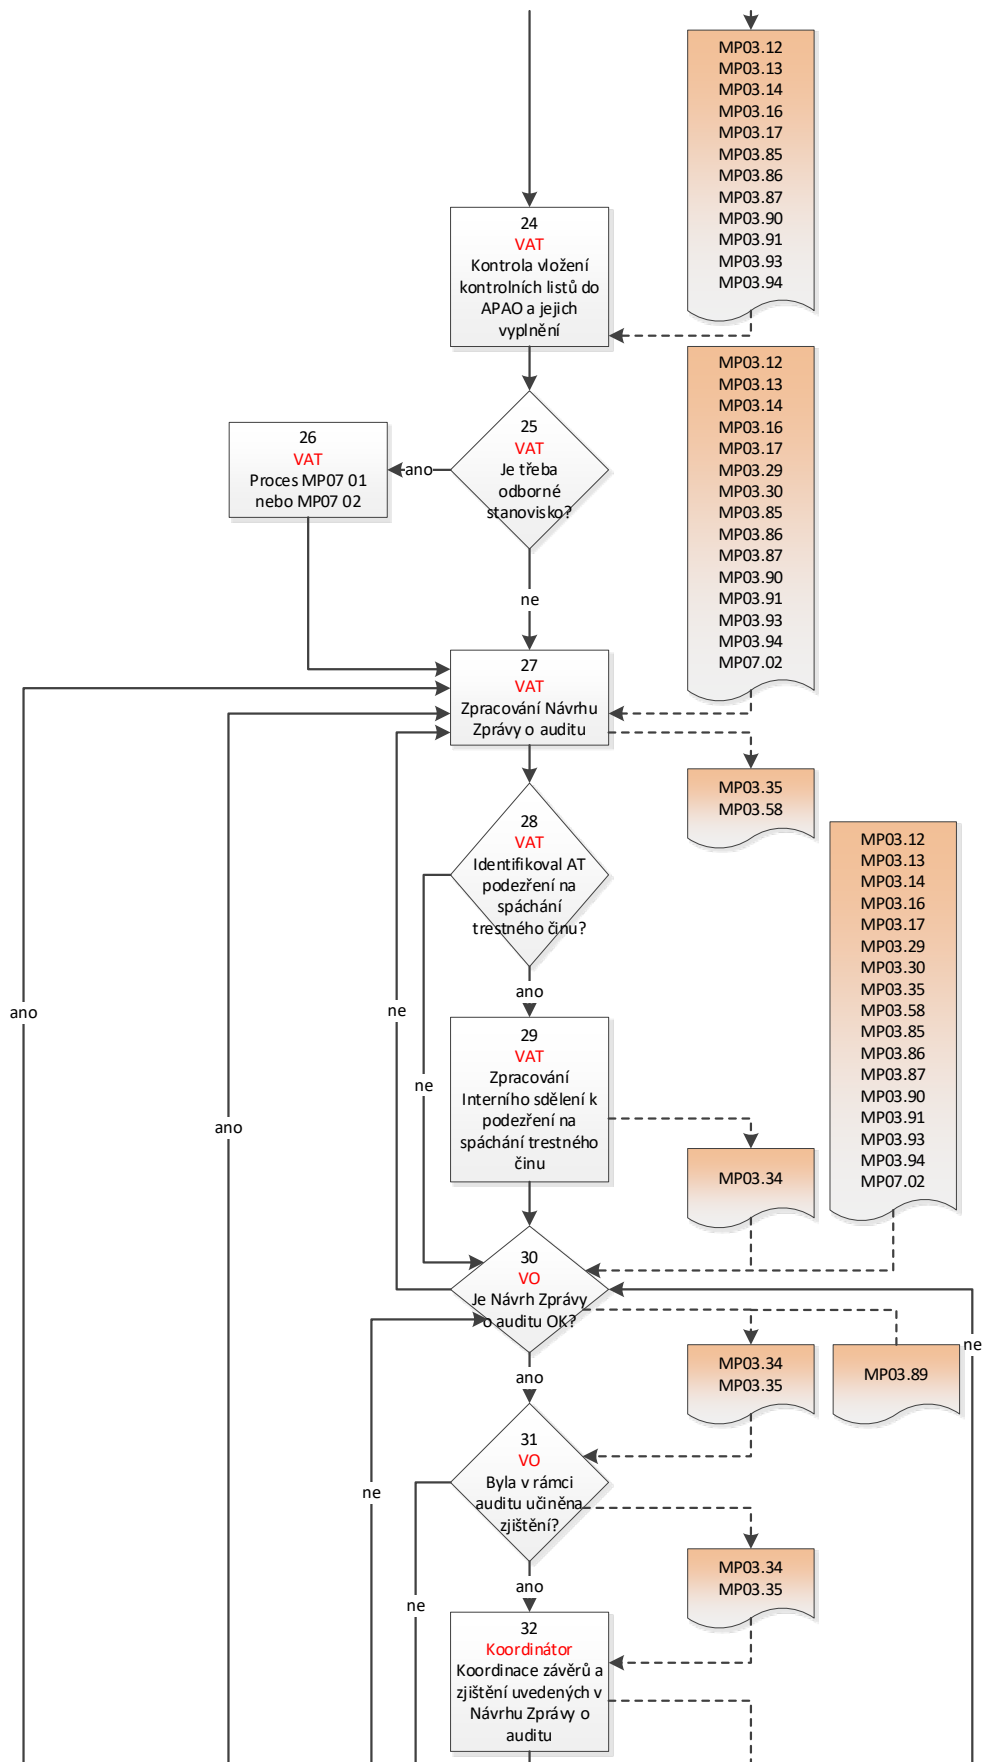 MP03.12
MP03.13
MP03.14
MP03.16
MP03.17
MP03.85
MP03.86
MP03.87
MP03.90
MP03.91
MP03.93
MP03.94
24
VAT
Kontrola vložení
kontrolních listů do
APAO a jejich
vyplnění
MP03.12
MP03.13
MP03.14
MP03.16
MP03.17
MP03.29
MP03.30
MP03.85
MP03.86
MP03.87
MP03.90
MP03.91
MP03.93
MP03.94
MP07.02
25
VAT
Je třeba
odborné
stanovisko?
ano
26
VAT
Proces MP07 01
nebo MP07 02
ne
27
VAT
Zpracování Návrhu
Zprávy o auditu
MP03.35
MP03.58
28
VAT
Identifikoval AT
podezření na
spáchání
trestného činu?
MP03.12
MP03.13
MP03.14
MP03.16
MP03.17
MP03.29
MP03.30
MP03.35
MP03.58
MP03.85
MP03.86
MP03.87
MP03.90
MP03.91
MP03.93
MP03.94
MP07.02
ano
ano
ne
ne
ano
29
VAT
Zpracování
Interního sdělení k
podezření na
spáchání trestného
činu
MP03.34
30
VO
Je Návrh Zprávy
o auditu OK?
ne
MP03.34
MP03.35
MP03.89
ano
31
VO
Byla v rámci
auditu učiněna
zjištění?
ne
MP03.34
MP03.35
ano
ne
32
Koordinátor
Koordinace závěrů a
zjištění uvedených v
Návrhu Zprávy o
auditu